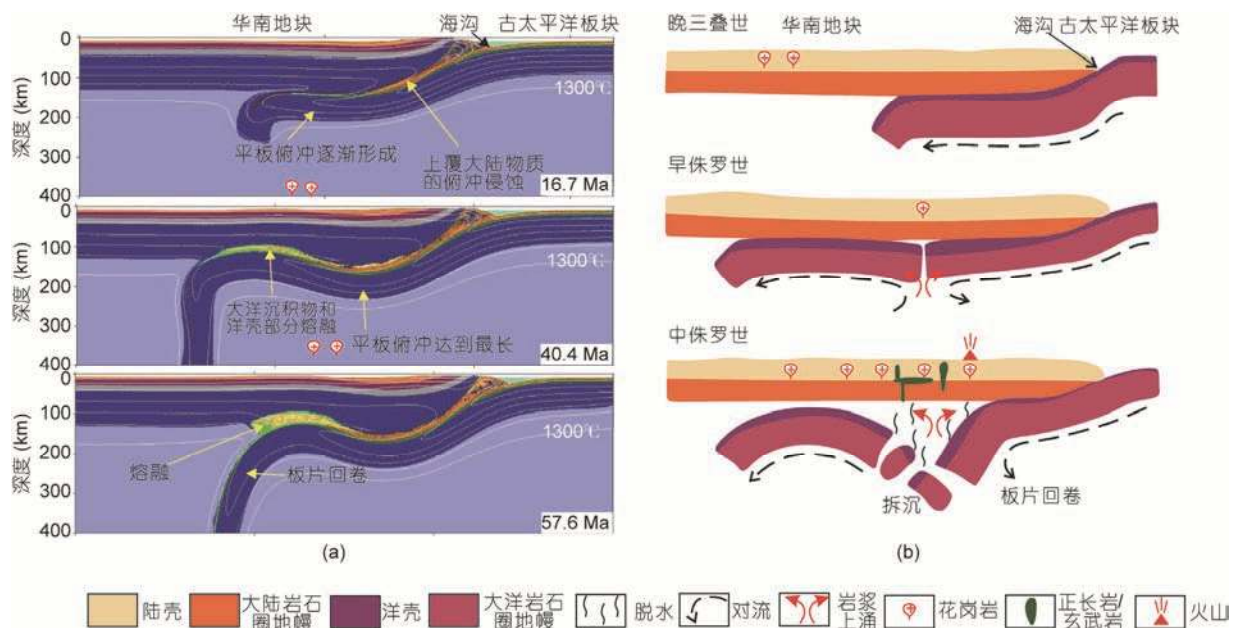 华南地块 海沟 古太平洋板块
0
100
200
300
400
深度 (km)
1300℃
平板俯冲逐渐形成
上覆大陆物质
的俯冲侵蚀
16.7 Ma
0
100
200
300
400
深度 (km)
1300℃
大洋沉积物和
洋壳部分熔融
平板俯冲达到最长
40.4 Ma
0
100
200
300
400
深度 (km)
1300℃
熔融
板片回卷
57.6 Ma
(a)
晚三叠世 华南地块 海沟 古太平洋板块
早侏罗世
中侏罗世
拆沉
板片回卷
(b)
陆壳
大陆岩石
圈地幔
洋壳
大洋岩石
圈地幔
脱水
对流
岩浆
上涌
花岗岩
正长岩/
玄武岩
火山